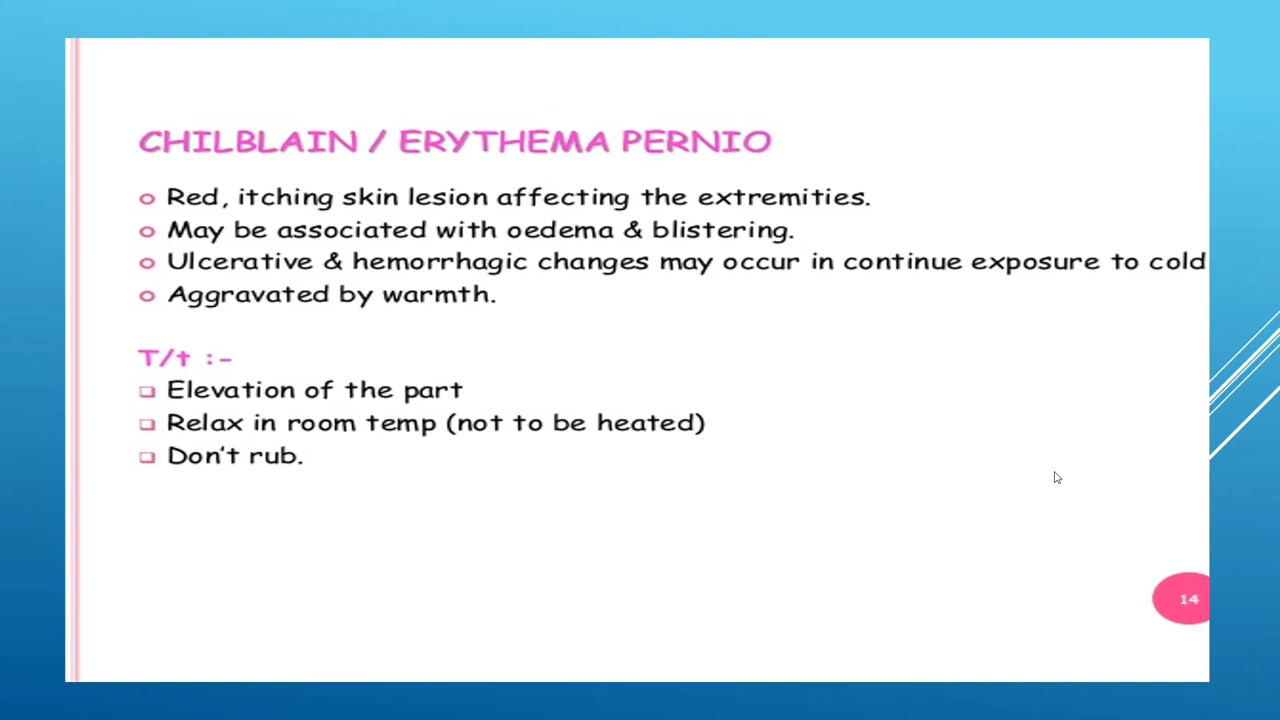 CHILBLAIN / ERYTHEMA PERNIO
Red, itching skin lesion affecting the extremities.
May be associated with oedema & blistering.
Ulcerative & hemorrhagic changes may occur in continue exposure to cold
Aggravated by warmth.
T/t :-
Elevation of the part
Relax in room temp (not to be heated)
Don't rub.
14